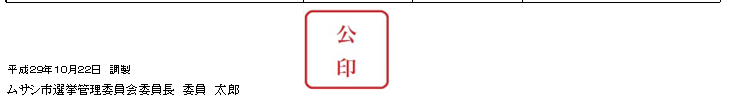 公
印
平成29年10月22日　調製
ムサシ市選挙管理委員会委員長　委員　太郎